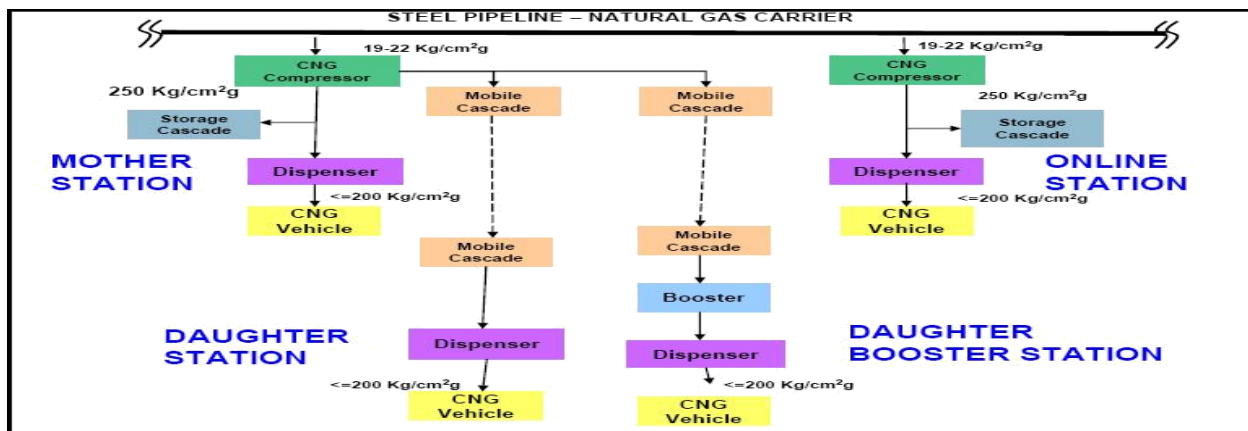 STEEL PIPELINE – NATURAL GAS CARRIER
19-22 Kg/cm²g
19-22 Kg/cm²g
CNG
Compressor
CNG
Compressor
250 Kg/cm²g
250 Kg/cm²g
Mobile
Cascade
Mobile
Cascade
Storage
Cascade
Storage
Cascade
MOTHER
STATION
Dispenser
Dispenser
ONLINE
STATION
<=200 Kg/cm²g
<=200 Kg/cm²g
CNG
Vehicle
CNG
Vehicle
Mobile
Cascade
Mobile
Cascade
Booster
DAUGHTER
STATION
Dispenser
Dispenser
DAUGHTER
BOOSTER STATION
<=200 Kg/cm²g
<=200 Kg/cm²g
CNG
Vehicle
CNG
Vehicle